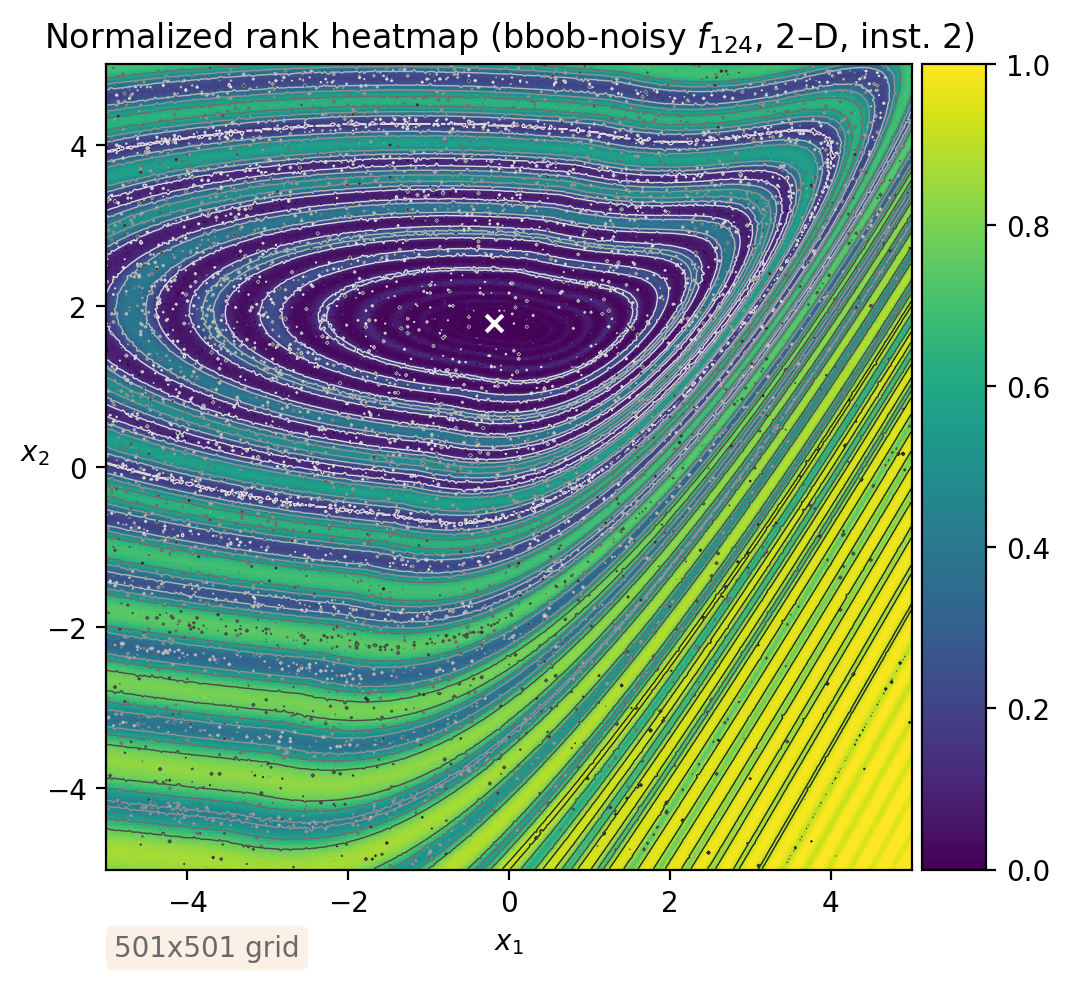 Normalized rank heatmap (bbob-noisy f124, 2–D, inst. 2)
1.0
0.8
0.6
0.4
0.2
0.0
4
2
0
−2
−4
x2
−4 −2 0 2 4
x1
501x501 grid